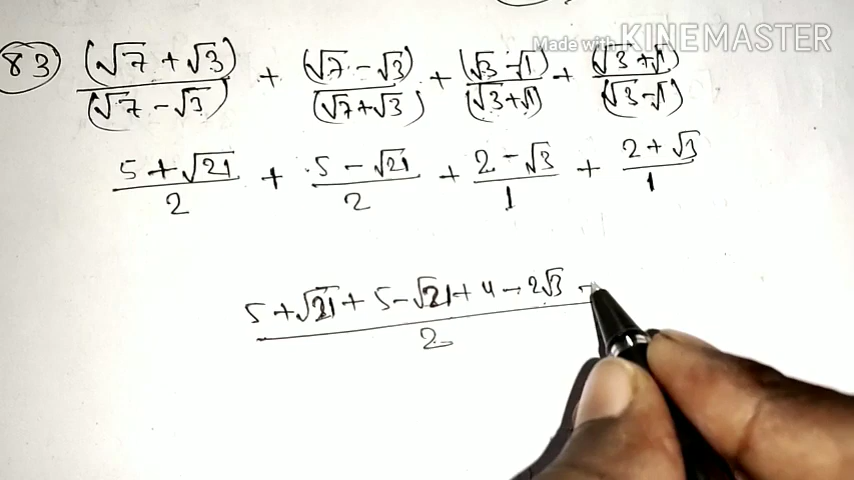 Made with KINEMASTER
83 (√7 + √3)/(√7 - √3) + (√7 - √3)/(√7 + √3) + (√3 - √1)/(√3 + √1) + (√3 + √1)/(√3 - √1)
5 + √21/2 + 5 - √21/2 + 2 - √3/1 + 2 + √3/1
5 + √21 + 5 - √21 + 4 - 2√3/2